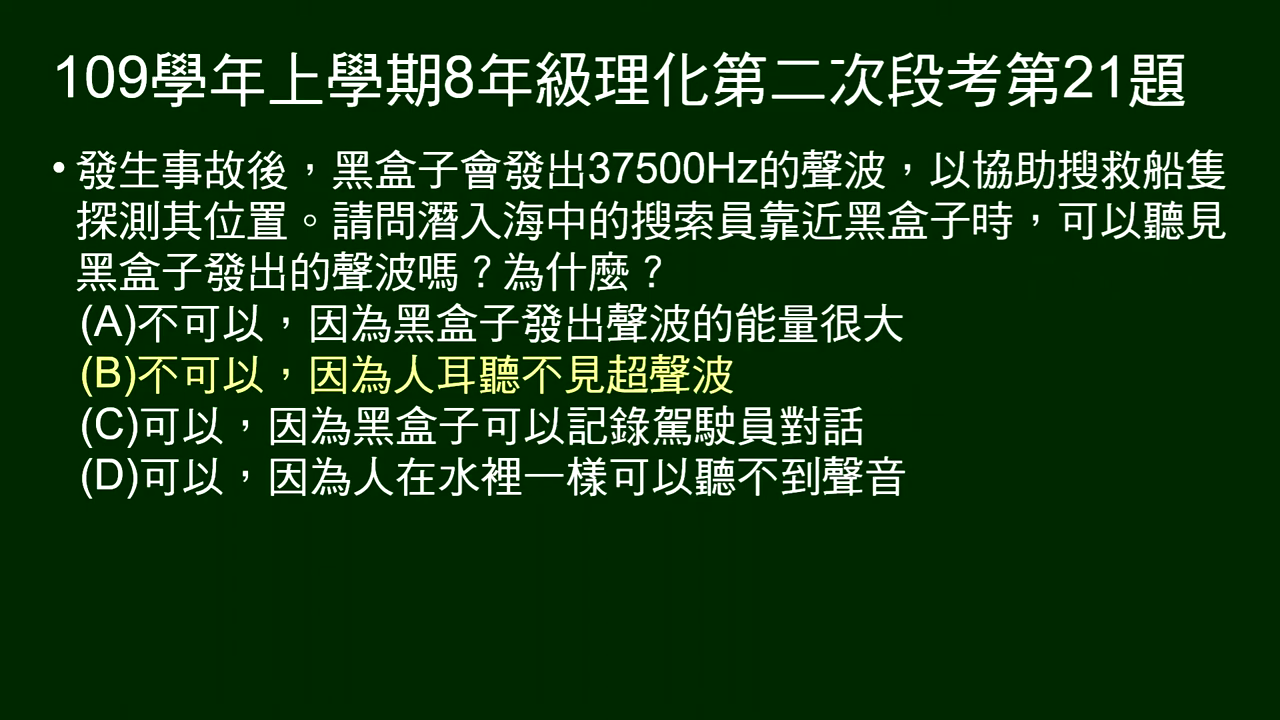 109學年上學期8年級理化第二次段考第21題
•發生事故後，黑盒子會發出37500Hz的聲波，以協助搜救船隻
探測其位置。請問潛入海中的搜索員靠近黑盒子時，可以聽見
黑盒子發出的聲波嗎？為什麼？
(A)不可以，因為黑盒子發出聲波的能量很大
(B)不可以，因為人耳聽不見超聲波
(C)可以，因為黑盒子可以記錄駕駛員對話
(D)可以，因為人在水裡一樣可以聽不到聲音